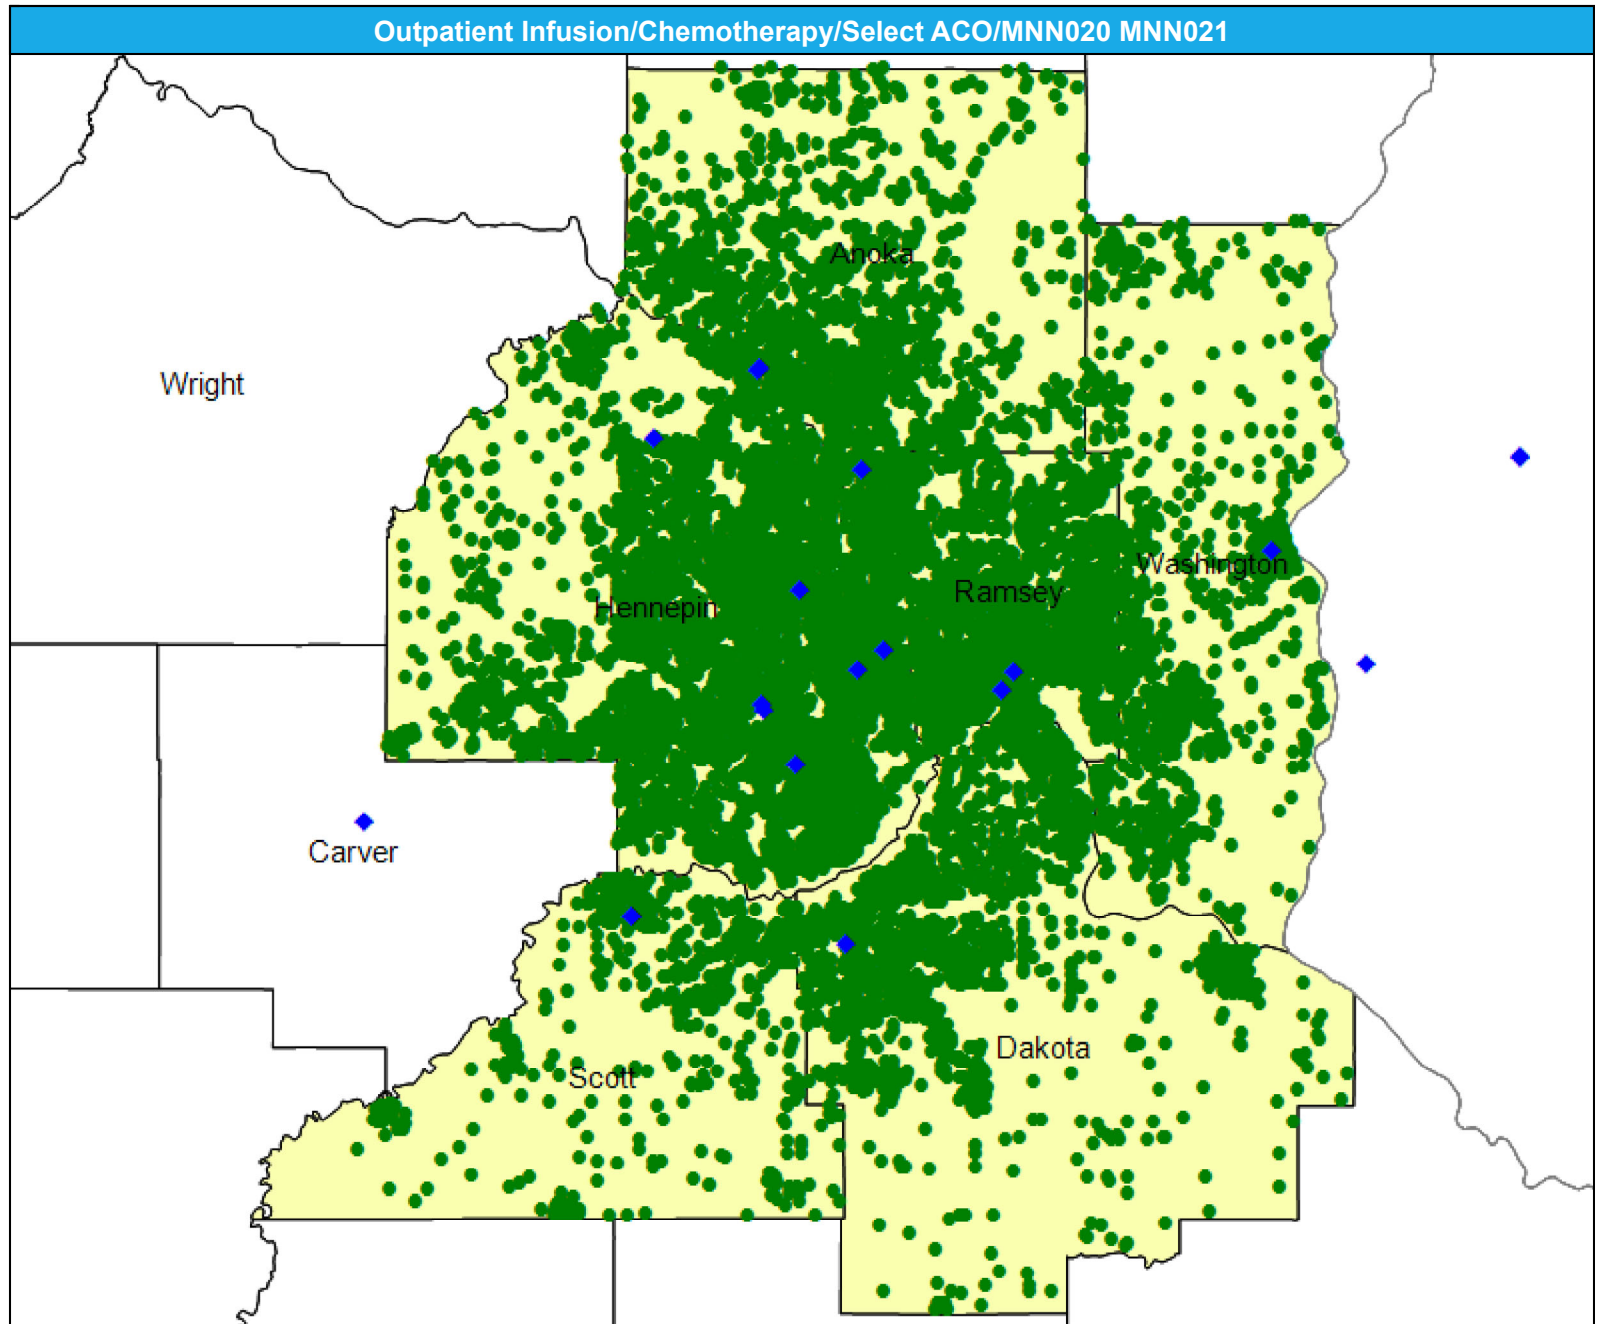 Outpatient Infusion/Chemotherapy/Select ACO/MNN020 MNN021
Anoka
Wright
Washington
Ramsey
Hennepin
Carver
Dakota
Scott